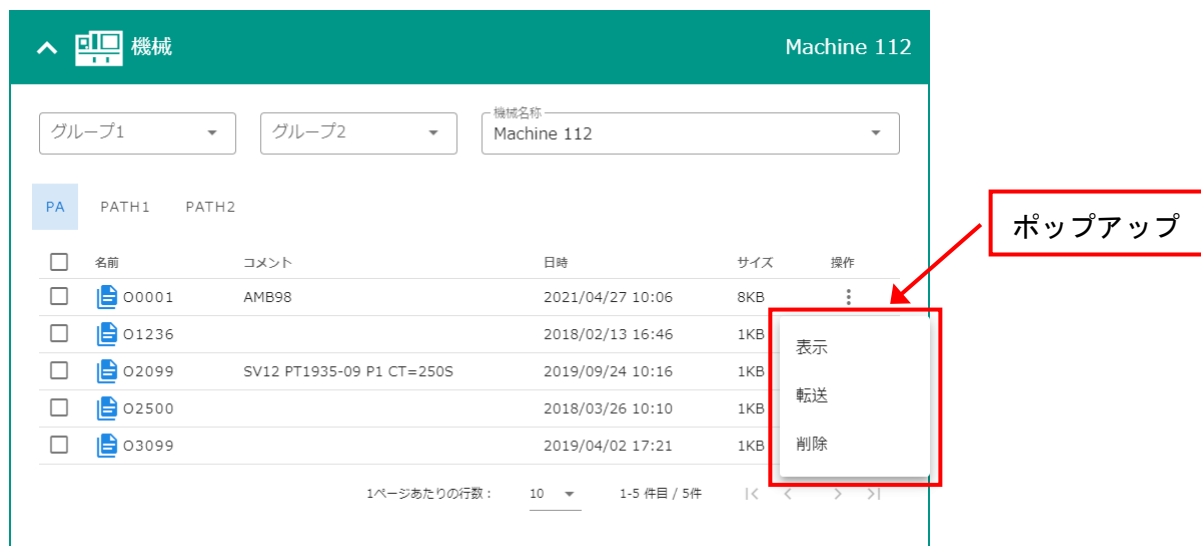 機械
Machine 112
グループ1
グループ2
機械名称
Machine 112
PA PATH1 PATH2
ポップアップ
名前 コメント 日時 サイズ 操作
O0001 AMB98 2021/04/27 10:06 8KB
O1236 2018/02/13 16:46 1KB
O2099 SV12 PT1935-09 P1 CT=250S 2019/09/24 10:16 1KB
O2500 2018/03/26 10:10 1KB
O3099 2019/04/02 17:21 1KB
表示
転送
削除
1ページあたりの行数： 10 1-5 件目 / 5件